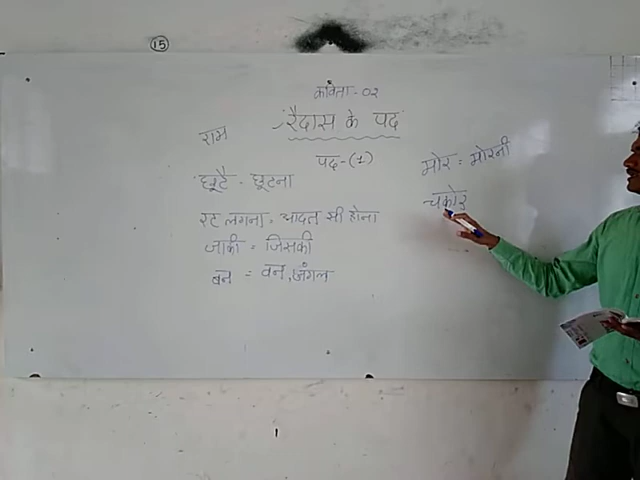 15
कविता-02
रैदास के पद
राम
पद-(1)
छूटै - छूटना
रट लगना = आदत सी होना
जाकी = जिसकी
बन = वन, जंगल
मोर = मोरनी
चकोर